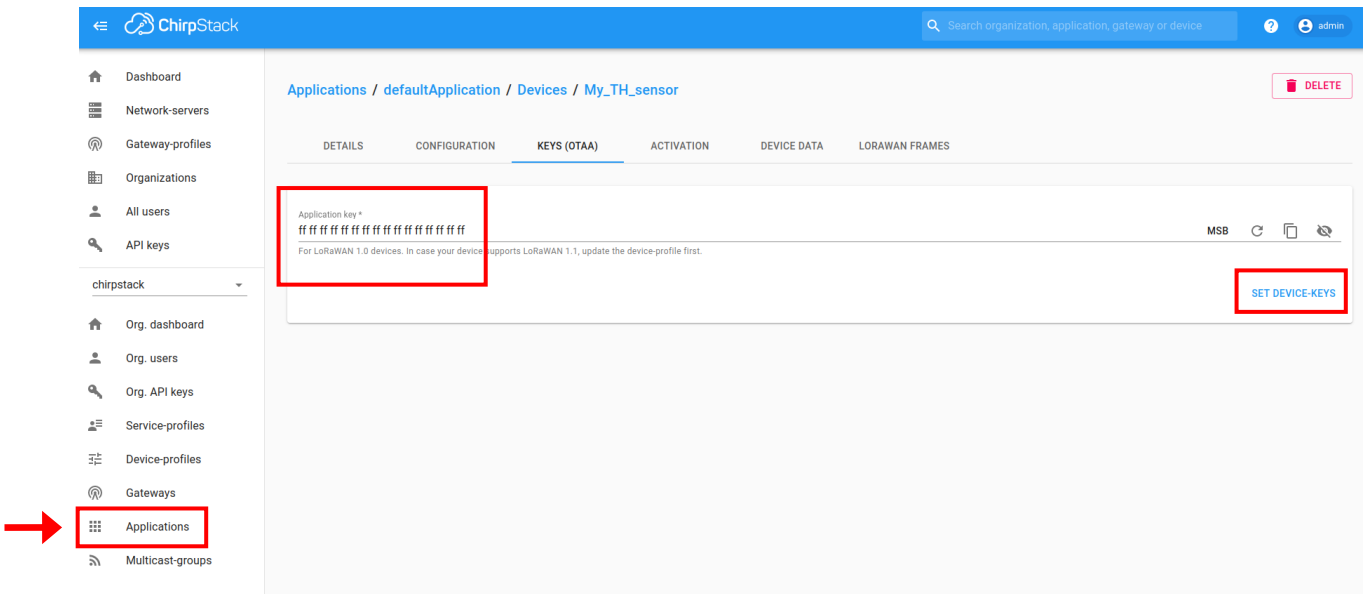 ChirpStack
Search organization, application, gateway or device
?
admin
Dashboard
Network-servers
Gateway-profiles
Organizations
All users
API keys
chirpstack
Org. dashboard
Org. users
Org. API keys
Service-profiles
Device-profiles
Gateways
Applications
Multicast-groups
Applications / defaultApplication / Devices / My_TH_sensor
DELETE
DETAILS CONFIGURATION KEYS (OTAA) ACTIVATION DEVICE DATA LORAWAN FRAMES
Application key *
ff ff ff ff ff ff ff ff ff ff ff ff ff ff ff ff
MSB
For LoRaWAN 1.0 devices. In case your device supports LoRaWAN 1.1, update the device-profile first.
SET DEVICE-KEYS